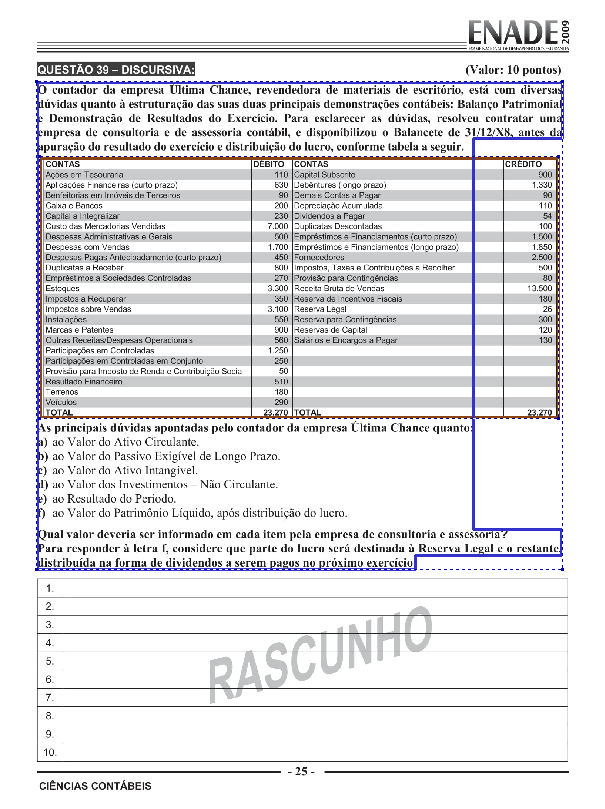 ENADE 2009
EXAME NACIONAL DE DESEMPENHO DOS ESTUDANTES
QUESTÃO 39 – DISCURSIVA: (Valor: 10 pontos)
O contador da empresa Última Chance, revendedora de materiais de escritório, está com diversas
dúvidas quanto à estruturação das suas duas principais demonstrações contábeis: Balanço Patrimonial
e Demonstração de Resultados do Exercício. Para esclarecer as dúvidas, resolveu contratar uma
empresa de consultoria e de assessoria contábil, e disponibilizou o Balancete de 31/12/X8, antes da
apuração do resultado do exercício e distribuição do lucro, conforme tabela a seguir.
CONTAS DÉBITO CONTAS CRÉDITO
Ações em Tesouraria 110 Capital Subscrito 900
Aplicações Financeiras (curto prazo) 630 Debêntures (longo prazo) 1.330
Benfeitorias em Imóveis de Terceiros 90 Demais Contas a Pagar 90
Caixa e Bancos 200 Depreciação Acumulada 110
Capital a Integralizar 230 Dividendos a Pagar 54
Custo das Mercadorias Vendidas 7.000 Duplicatas Descontadas 100
Despesas Administrativas e Gerais 500 Empréstimos e Financiamentos (curto prazo) 1.500
Despesas com Vendas 1.700 Empréstimos e Financiamentos (longo prazo) 1.850
Despesas Pagas Antecipadamente (curto prazo) 450 Fornecedores 2.500
Duplicatas a Receber 800 Impostos, Taxas e Contribuições a Recolher 500
Empréstimos a Sociedades Controladas 270 Provisão para Contingências 80
Estoques 3.300 Receita Bruta de Vendas 13.500
Impostos a Recuperar 350 Reserva de Incentivos Fiscais 180
Impostos sobre Vendas 3.100 Reserva Legal 26
Instalações 550 Reserva para Contingências 300
Marcas e Patentes 900 Reservas de Capital 120
Outras Receitas/Despesas Operacionais 560 Salários e Encargos a Pagar 130
Participações em Controladas 1.250
Participações em Controladas em Conjunto 250
Provisão para Imposto de Renda e Contribuição Social 50
Resultado Financeiro 510
Terrenos 180
Veículos 290
TOTAL 23.270 TOTAL 23.270
As principais dúvidas apontadas pelo contador da empresa Última Chance quanto:
a) ao Valor do Ativo Circulante.
b) ao Valor do Passivo Exigível de Longo Prazo.
c) ao Valor do Ativo Intangível.
d) ao Valor dos Investimentos – Não Circulante.
e) ao Resultado do Período.
f) ao Valor do Patrimônio Líquido, após distribuição do lucro.
Qual valor deveria ser informado em cada item pela empresa de consultoria e assessoria?
Para responder à letra f, considere que parte do lucro será destinada à Reserva Legal e o restante,
distribuída na forma de dividendos a serem pagos no próximo exercício.
1.
2.
3.
4.
5.
6.
7.
8.
9.
10.
RASCUNHO
- 25 -
CIÊNCIAS CONTÁBEIS